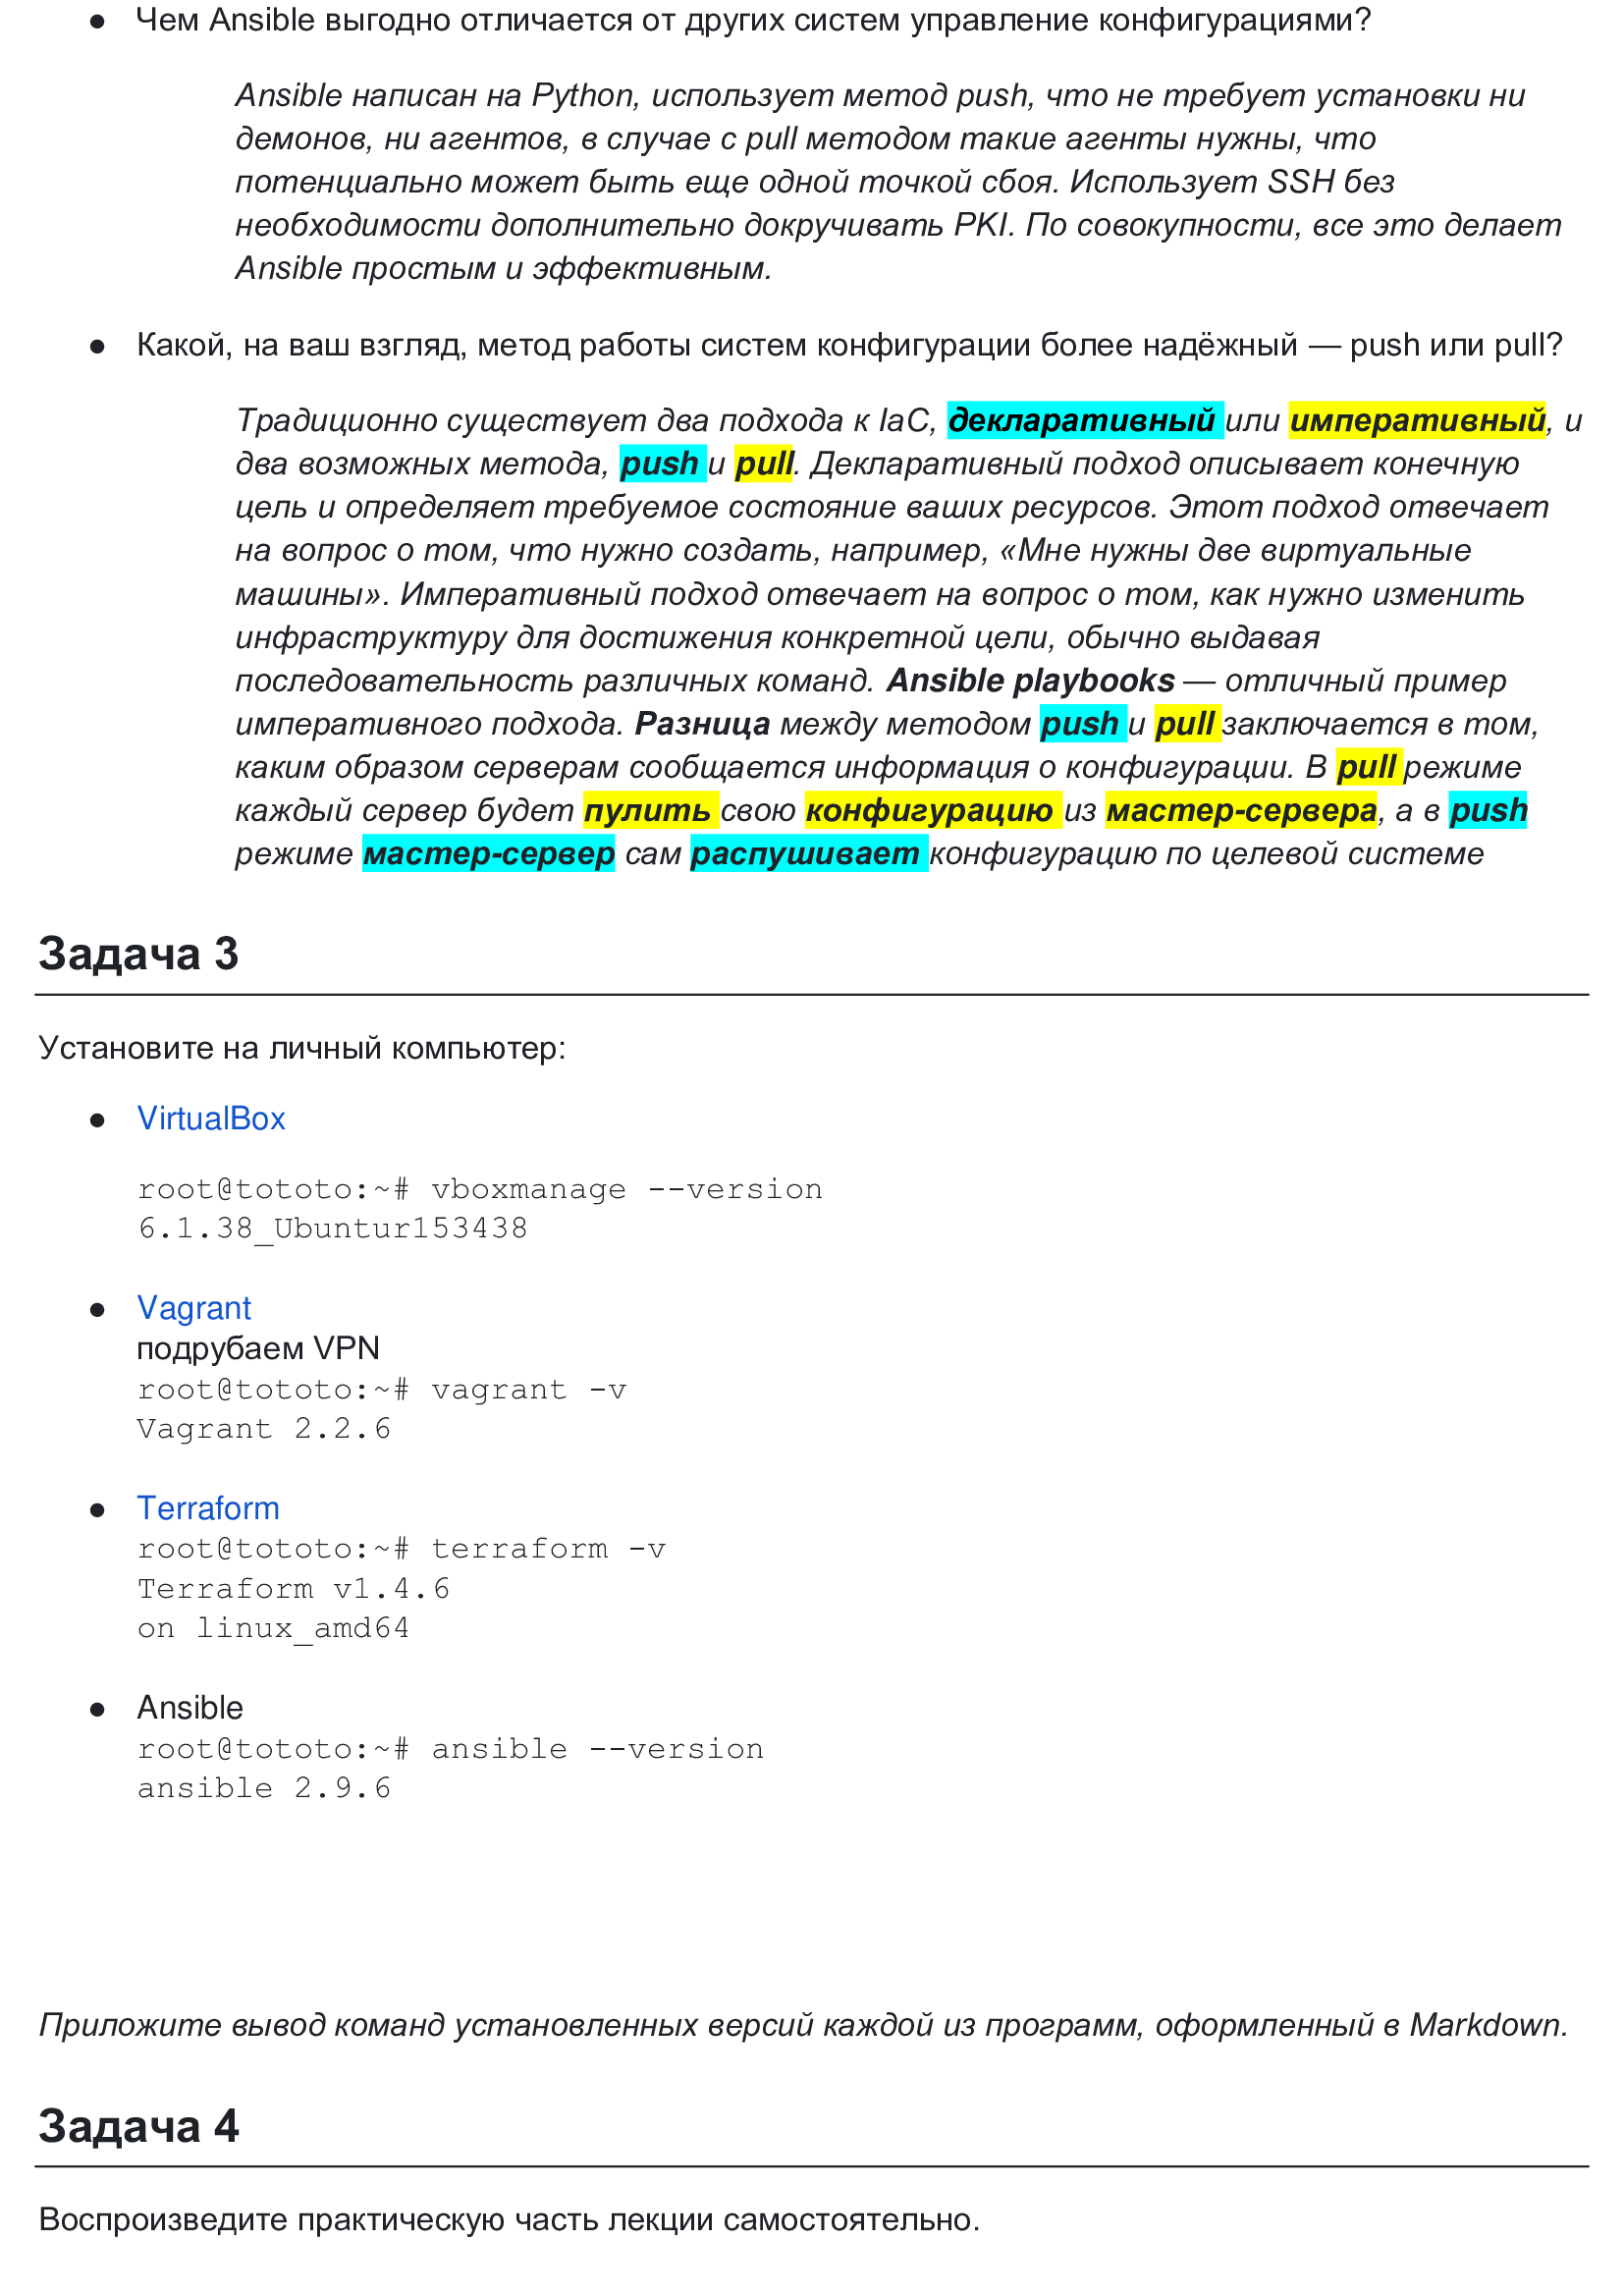 ● Чем Ansible выгодно отличается от других систем управление конфигурациями?
Ansible написан на Python, использует метод push, что не требует установки ни
демонов, ни агентов, в случае с pull методом такие агенты нужны, что
потенциально может быть еще одной точкой сбоя. Использует SSH без
необходимости дополнительно докручивать PKI. По совокупности, все это делает
Ansible простым и эффективным.
● Какой, на ваш взгляд, метод работы систем конфигурации более надёжный — push или pull?
Традиционно существует два подхода к IaC, декларативный или императивный, и
два возможных метода, push и pull. Декларативный подход описывает конечную
цель и определяет требуемое состояние ваших ресурсов. Этот подход отвечает
на вопрос о том, что нужно создать, например, «Мне нужны две виртуальные
машины». Императивный подход отвечает на вопрос о том, как нужно изменить
инфраструктуру для достижения конкретной цели, обычно выдавая
последовательность различных команд. Ansible playbooks — отличный пример
императивного подхода. Разница между методом push и pull заключается в том,
каким образом серверам сообщается информация о конфигурации. В pull режиме
каждый сервер будет пулить свою конфигурацию из мастер-сервера, а в push
режиме мастер-сервер сам распушивает конфигурацию по целевой системе
Задача 3
Установите на личный компьютер:
● VirtualBox
root@tototo:~# vboxmanage --version
6.1.38_Ubuntur153438
● Vagrant
подрубаем VPN
root@tototo:~# vagrant -v
Vagrant 2.2.6
● Terraform
root@tototo:~# terraform -v
Terraform v1.4.6
on linux_amd64
● Ansible
root@tototo:~# ansible --version
ansible 2.9.6
Приложите вывод команд установленных версий каждой из программ, оформленный в Markdown.
Задача 4
Воспроизведите практическую часть лекции самостоятельно.